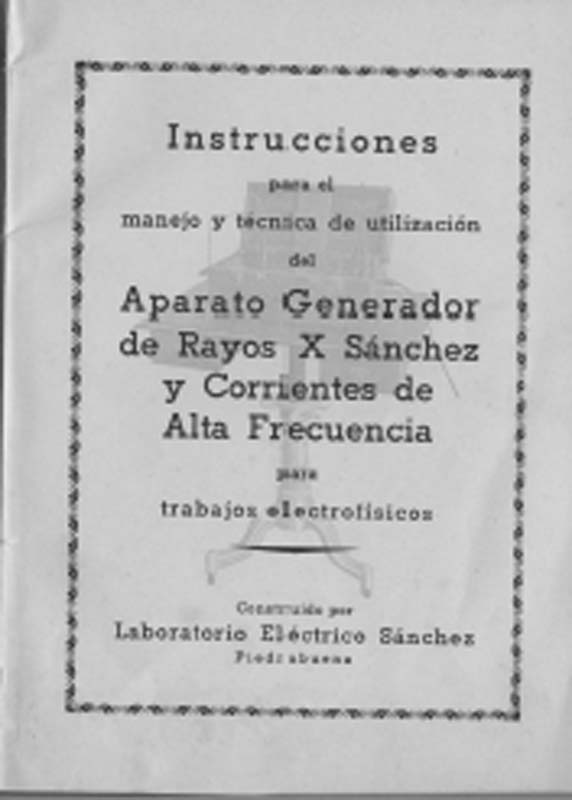 Instrucciones
para el
manejo y técnica de utilización
del
Aparato Generador
de Rayos X Sánchez
y Corrientes de
Alta Frecuencia
para
trabajos electrofísicos
Construido por
Laboratorio Eléctrico Sánchez
Piedrabuena